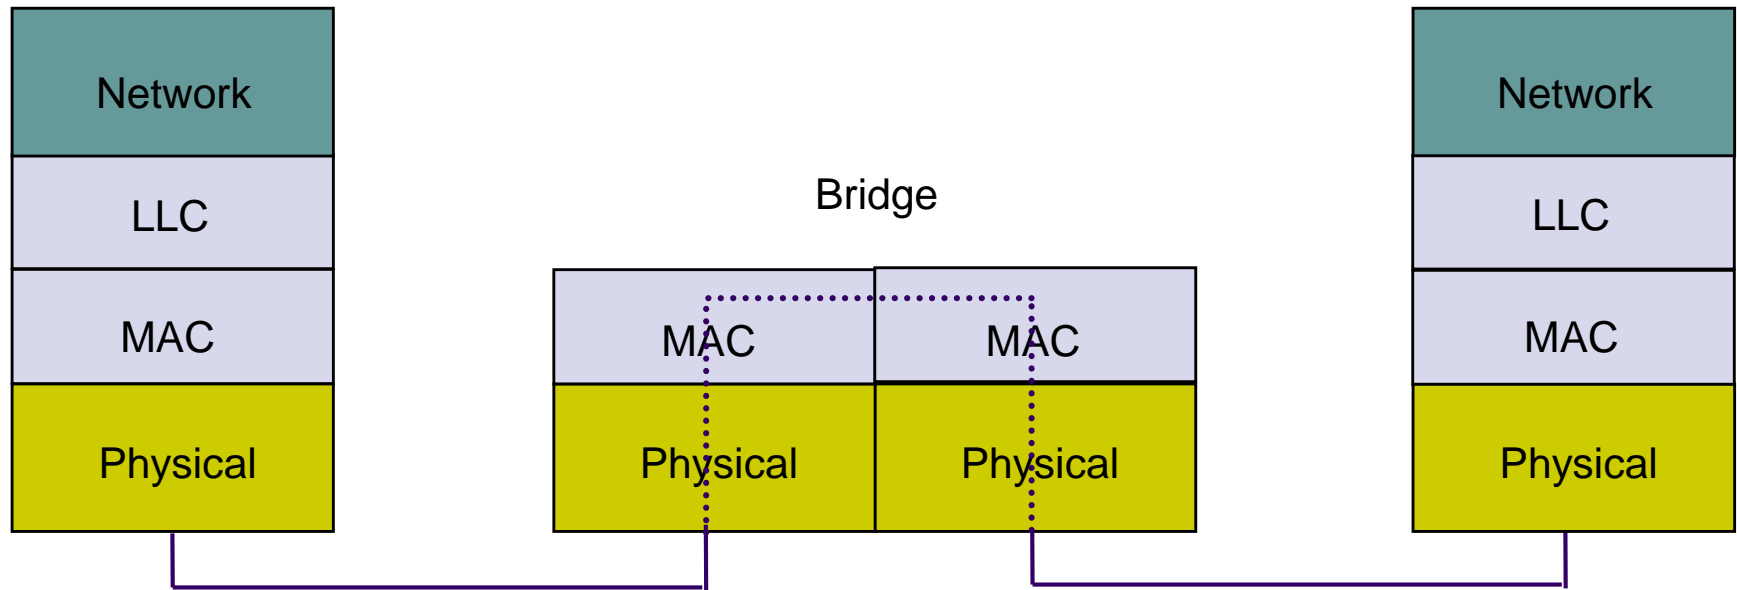 Network
LLC
MAC
Physical
Bridge
MAC
MAC
Physical
Physical
Network
LLC
MAC
Physical